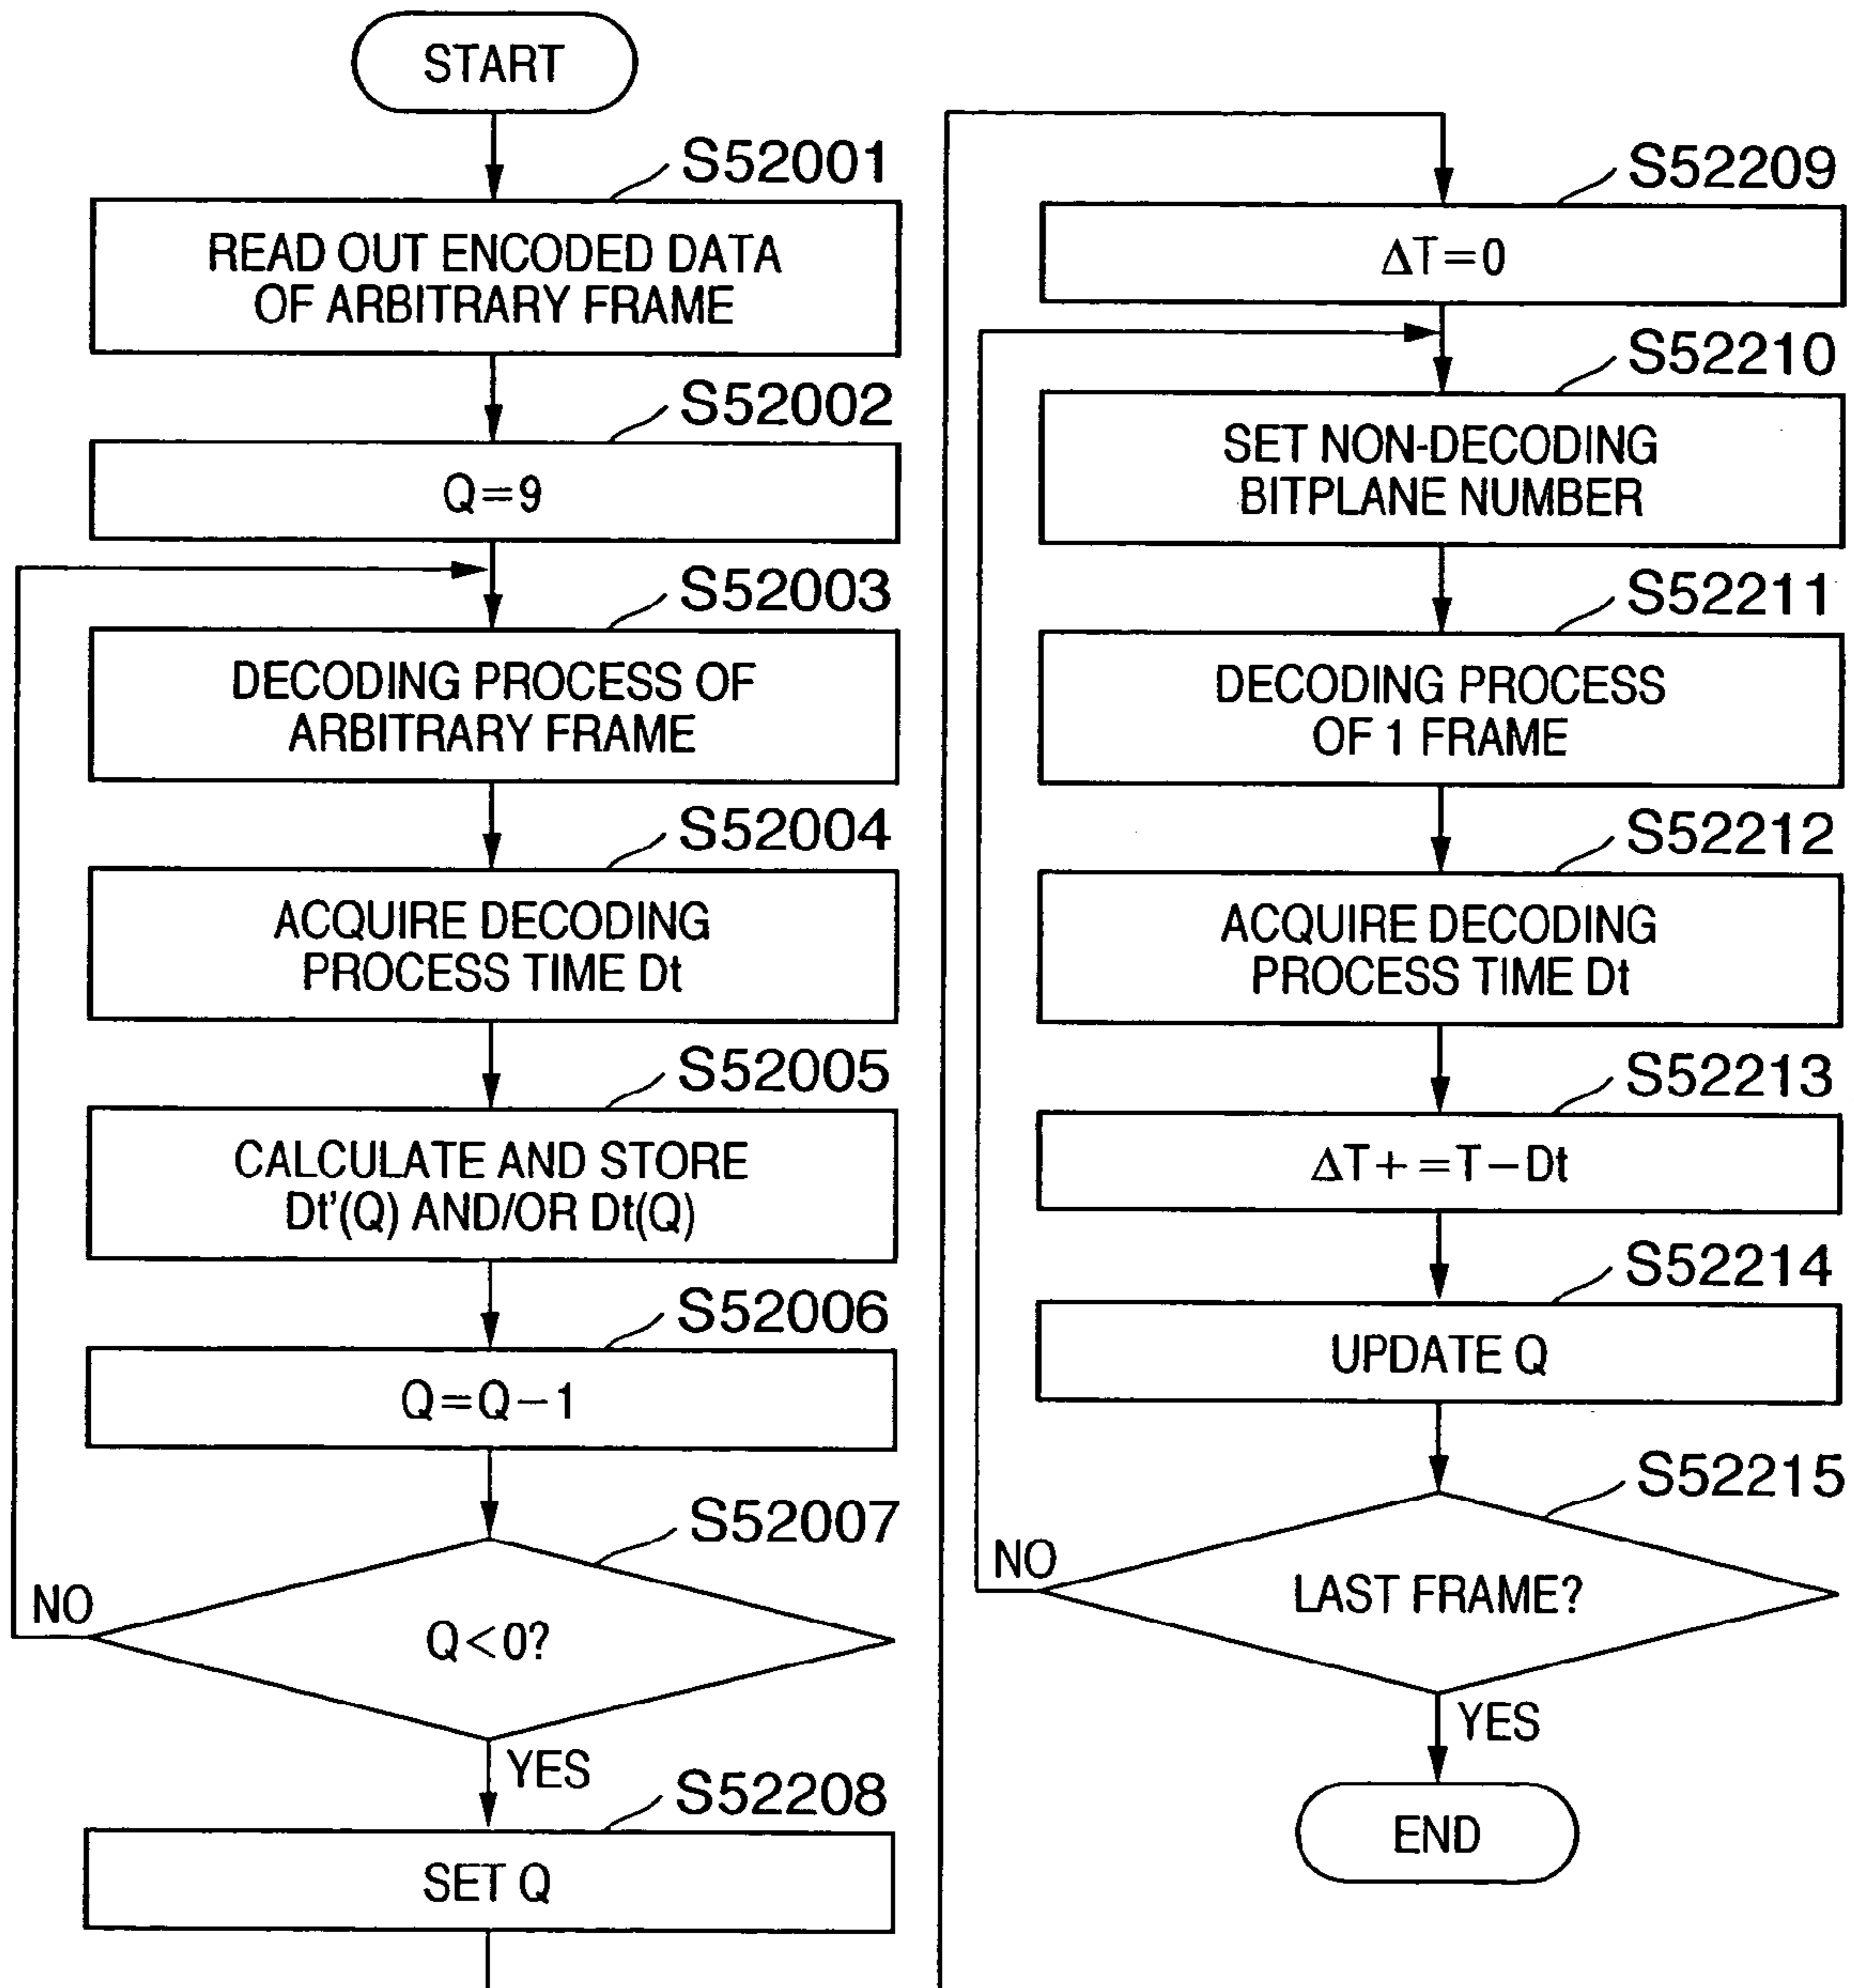 START
S52001
READ OUT ENCODED DATA
OF ARBITRARY FRAME
S52002
Q=9
S52003
DECODING PROCESS OF
ARBITRARY FRAME
S52004
ACQUIRE DECODING
PROCESS TIME Dt
S52005
CALCULATE AND STORE
Dt'(Q) AND/OR Dt(Q)
S52006
Q=Q-1
S52007
NO
Q<0?
YES
S52208
SET Q
S52209
ΔT=0
S52210
SET NON-DECODING
BITPLANE NUMBER
S52211
DECODING PROCESS
OF 1 FRAME
S52212
ACQUIRE DECODING
PROCESS TIME Dt
S52213
ΔT+=T-Dt
S52214
UPDATE Q
S52215
NO
LAST FRAME?
YES
END